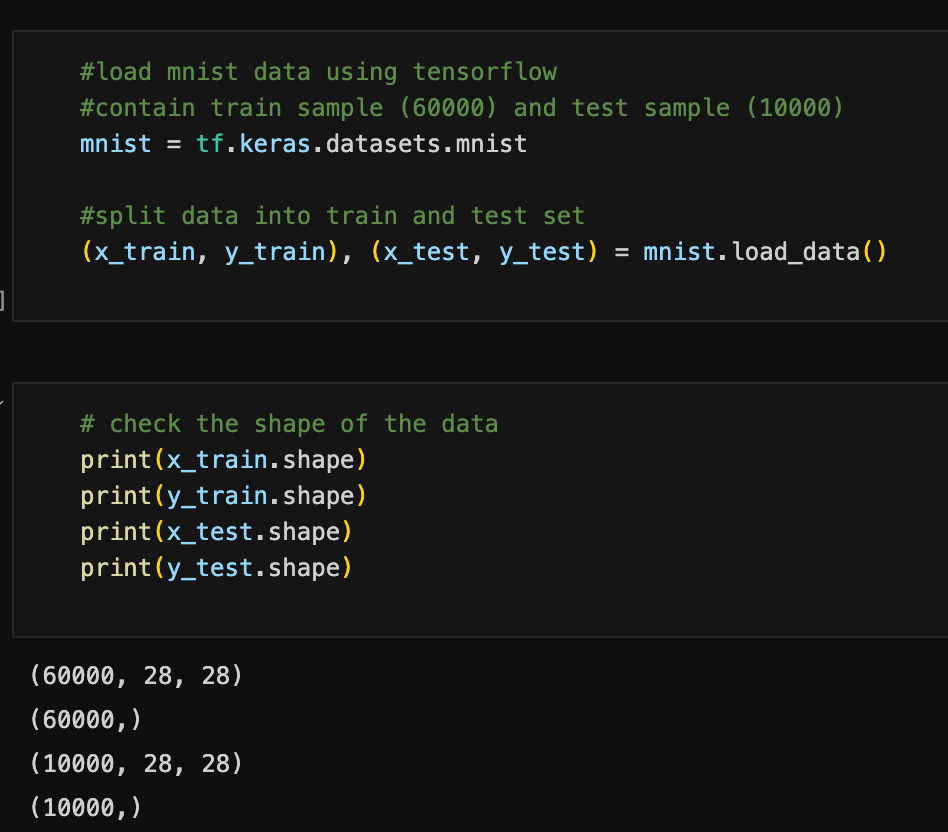 #load mnist data using tensorflow
#contain train sample (60000) and test sample (10000)
mnist = tf.keras.datasets.mnist
#split data into train and test set
(x_train, y_train), (x_test, y_test) = mnist.load_data()
]
# check the shape of the data
print(x_train.shape)
print(y_train.shape)
print(x_test.shape)
print(y_test.shape)
(60000, 28, 28)
(60000,)
(10000, 28, 28)
(10000,)